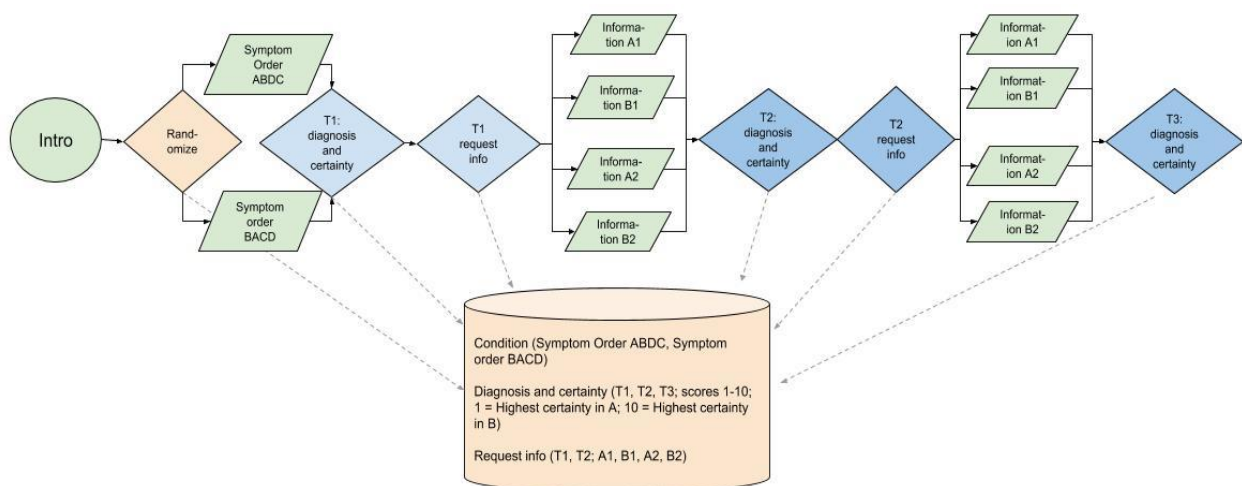 Intro
Rand-
omize
Symptom
Order
ABDC
Symptom
order
BACD
T1:
diagnosis
and
certainty
T1
request
info
Informa-
tion A1
Informa-
tion B1
Informa-
tion A2
Informa-
tion B2
T2:
diagnosis
and
certainty
T2
request
info
Informat-
ion A1
Informat-
ion B1
Informat-
ion A2
Informat-
ion B2
T3:
diagnosis
and
certainty
Condition (Symptom Order ABDC, Symptom
order BACD)
Diagnosis and certainty (T1, T2, T3; scores 1-10;
1 = Highest certainty in A; 10 = Highest certainty
in B)
Request info (T1, T2; A1, B1, A2, B2)